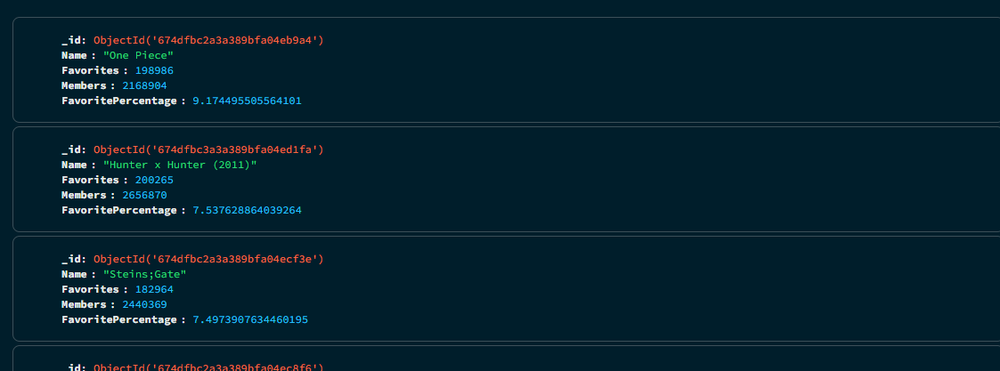 _id: ObjectId('674dfbc2a3a389bfa04eb9a4')
Name : "One Piece"
Favorites : 198986
Members : 2168904
FavoritePercentage : 9.174495505564101
_id: ObjectId('674dfbc3a3a389bfa04ed1fa')
Name : "Hunter x Hunter (2011)"
Favorites : 200265
Members : 2656870
FavoritePercentage : 7.537628864039264
_id: ObjectId('674dfbc2a3a389bfa04ecf3e')
Name : "Steins;Gate"
Favorites : 182964
Members : 2440369
FavoritePercentage : 7.4973907634460195
_id: ObjectId('674dfbc2a3a389bfa04ec8f6')